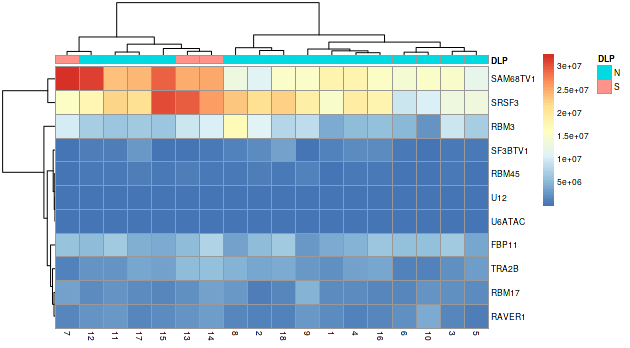 DLP
SAM68TV1
SRSF3
RBM3
SF3BTV1
RBM45
U12
U6ATAC
FBP11
TRA2B
RBM17
RAVER1
7 12 11 17 15 13 14 8 2 18 9 1 4 16 6 10 3 5
3e+07
2.5e+07
2e+07
1.5e+07
1e+07
5e+06
DLP
N
S